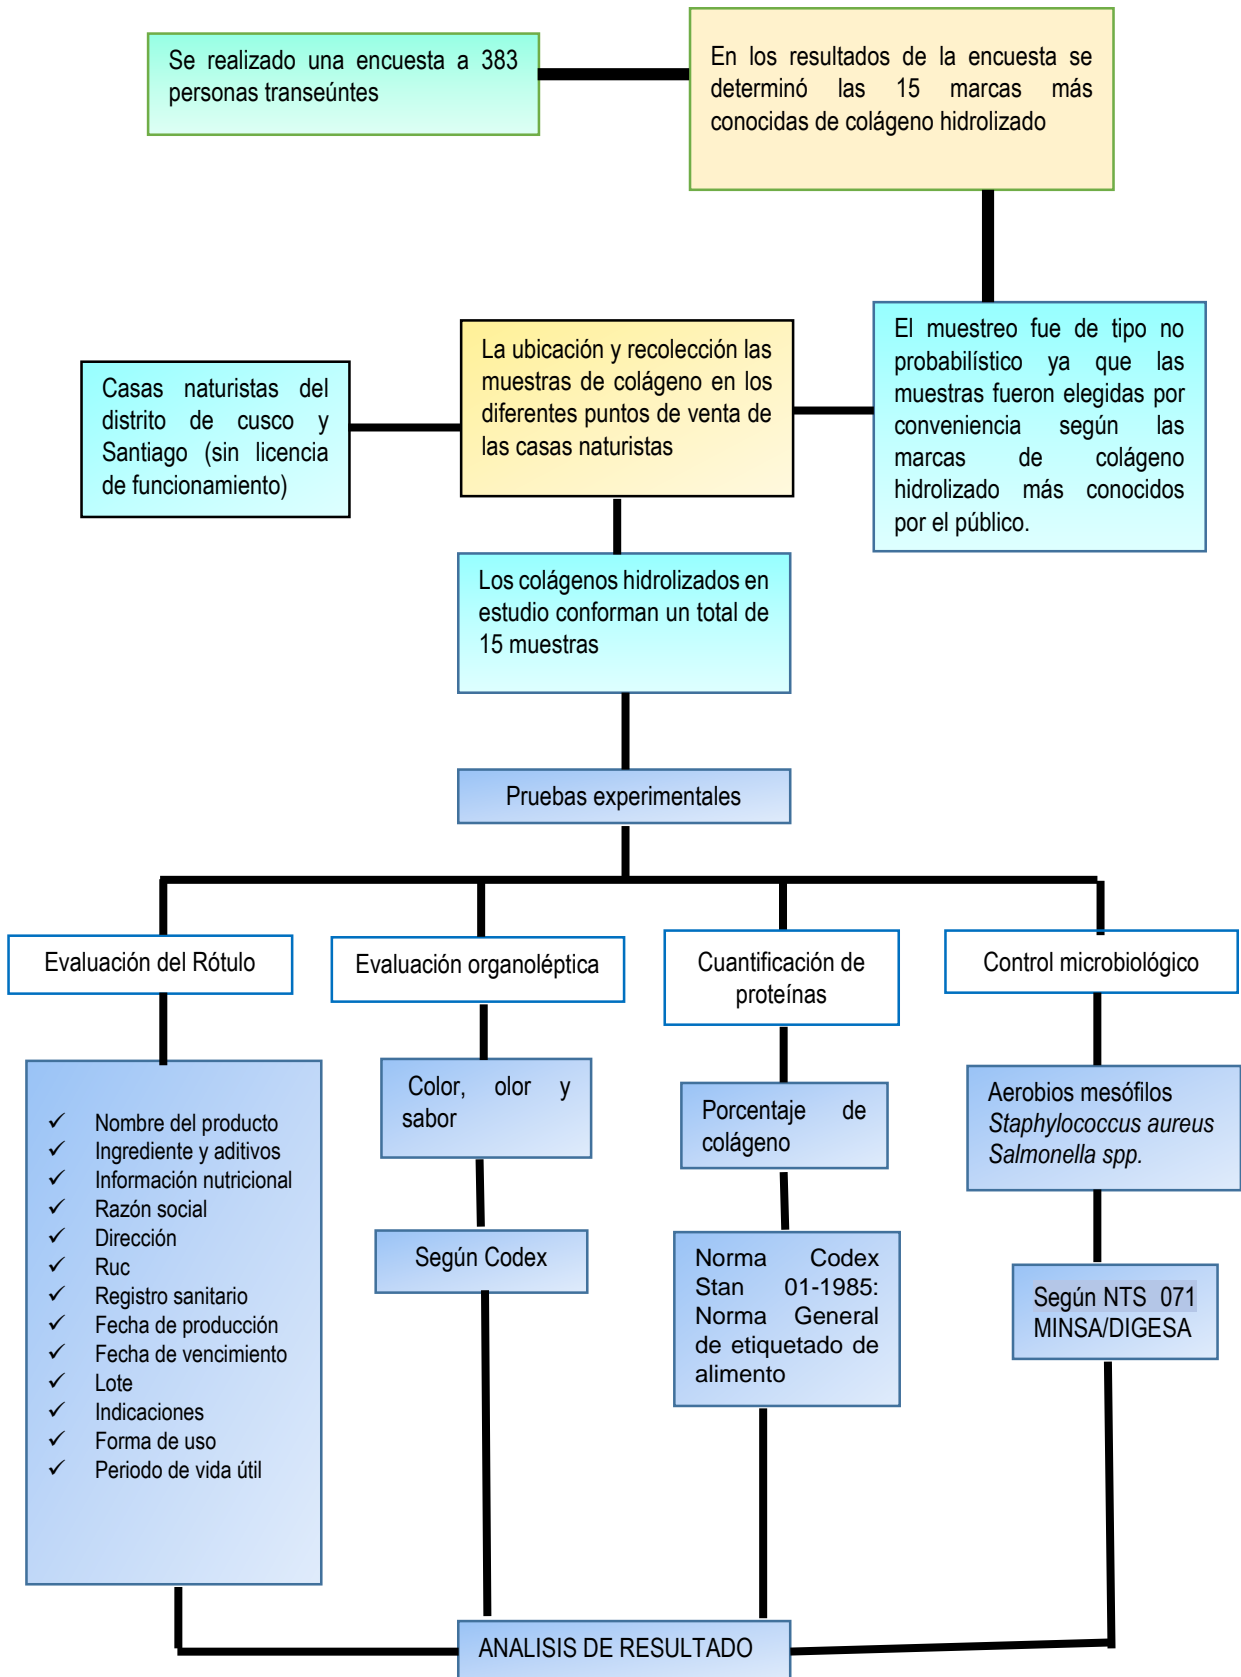 Se realizado una encuesta a 383
personas transeúntes
En los resultados de la encuesta se
determinó las 15 marcas más
conocidas de colágeno hidrolizado
El muestreo fue de tipo no
probabilístico ya que las
muestras fueron elegidas por
conveniencia según las
marcas de colágeno
hidrolizado más conocidos
por el público.
La ubicación y recolección las
muestras de colágeno en los
diferentes puntos de venta de
las casas naturistas
Casas naturistas del
distrito de cusco y
Santiago (sin licencia
de funcionamiento)
Los colágenos hidrolizados en
estudio conforman un total de
15 muestras
Pruebas experimentales
Evaluación del Rótulo
✓ Nombre del producto
✓ Ingrediente y aditivos
✓ Información nutricional
✓ Razón social
✓ Dirección
✓ Ruc
✓ Registro sanitario
✓ Fecha de producción
✓ Fecha de vencimiento
✓ Lote
✓ Indicaciones
✓ Forma de uso
✓ Periodo de vida útil
Evaluación organoléptica
Color, olor y
sabor
Según Codex
Cuantificación de
proteínas
Porcentaje de
colágeno
Norma Codex
Stan 01-1985:
Norma General
de etiquetado de
alimento
Control microbiológico
Aerobios mesófilos
Staphylococcus aureus
Salmonella spp.
Según NTS 071
MINSA/DIGESA
ANALISIS DE RESULTADO